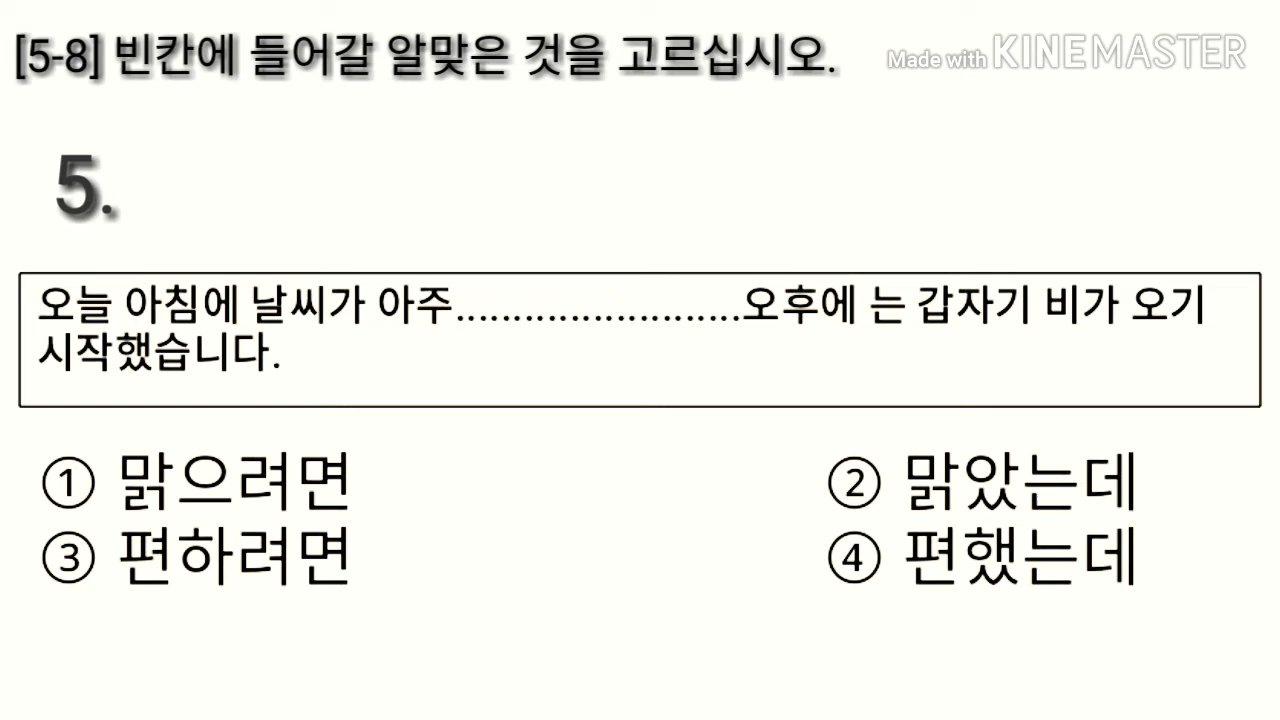 [5-8] 빈칸에 들어갈 알맞은 것을 고르십시오.
Made with KINEMASTER
5.
오늘 아침에 날씨가 아주.........................오후에 는 갑자기 비가 오기
시작했습니다.
① 맑으려면
② 맑았는데
③ 편하려면
④ 편했는데